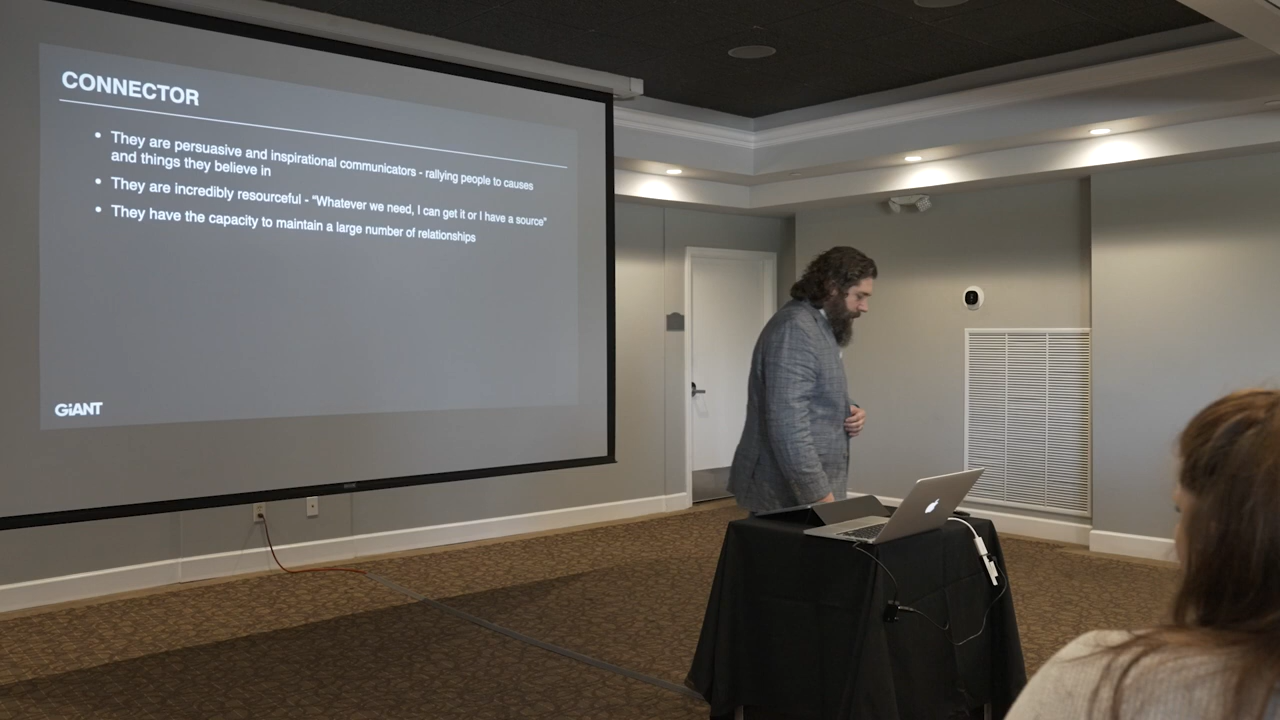 CONNECTOR
• They are persuasive and inspirational communicators - rallying people to causes
and things they believe in
• They are incredibly resourceful - "Whatever we need, I can get it or I have a source"
• They have the capacity to maintain a large number of relationships
GiANT